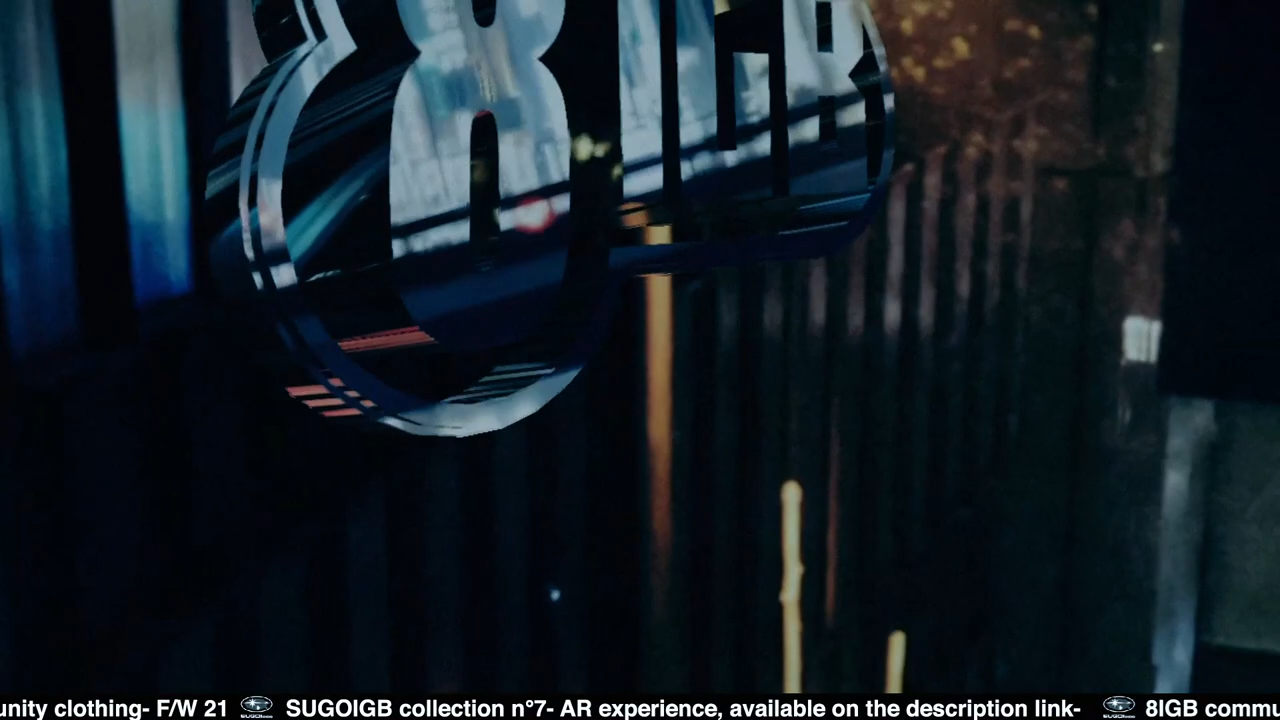 8IGB
unity clothing- F/W 21 SUGOIGB collection n°7- AR experience, available on the description link- 8IGB commu